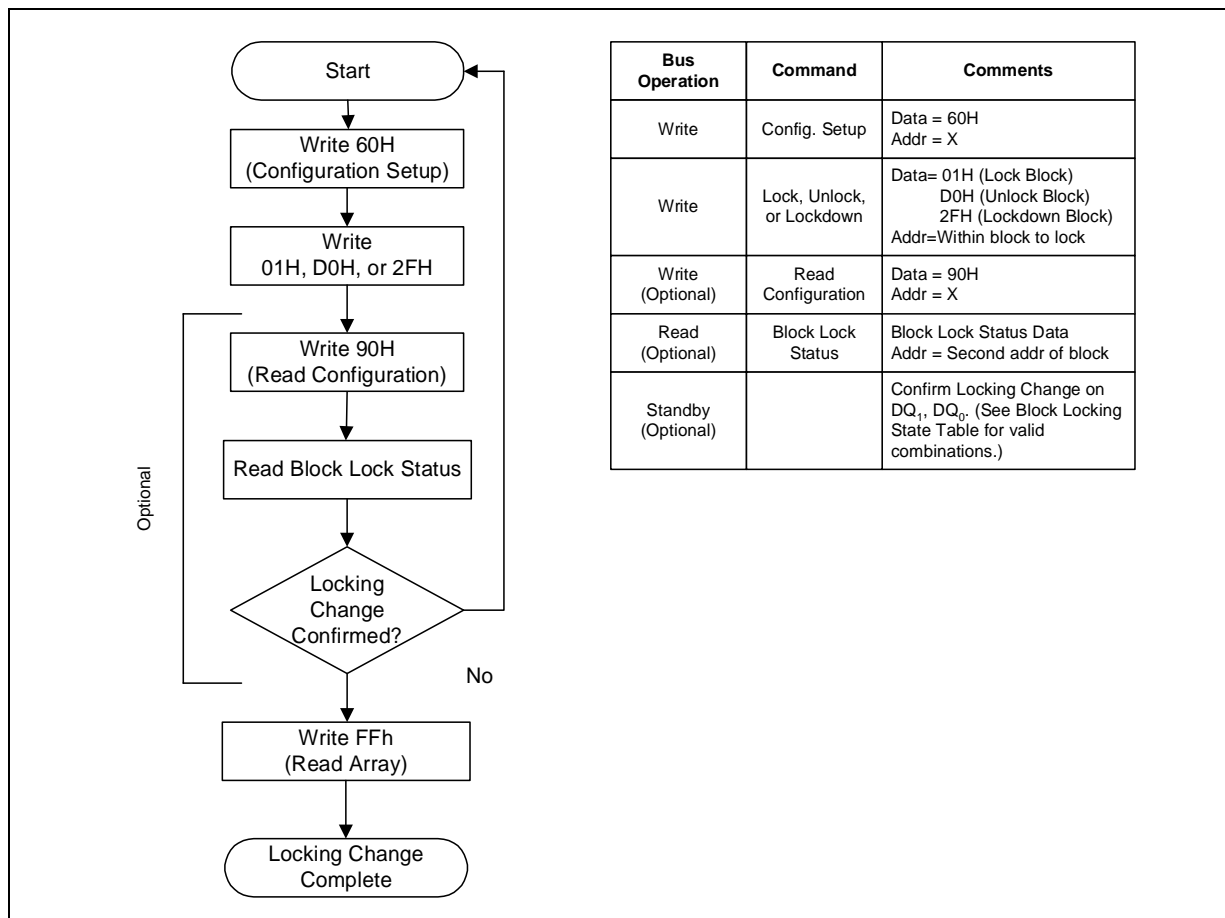 Start
Write 60H
(Configuration Setup)
Write
01H, D0H, or 2FH
Write 90H
(Read Configuration)
Read Block Lock Status
Optional
Locking
Change
Confirmed?
No
Write FFh
(Read Array)
Locking Change
Complete
Bus
Operation
Command
Comments
Write
Config. Setup
Data = 60H
Addr = X
Write
Lock, Unlock,
or Lockdown
Data= 01H (Lock Block)
D0H (Unlock Block)
2FH (Lockdown Block)
Addr=Within block to lock
Write
(Optional)
Read
Configuration
Data = 90H
Addr = X
Read
(Optional)
Block Lock
Status
Block Lock Status Data
Addr = Second addr of block
Standby
(Optional)
Confirm Locking Change on
DQ₁, DQ₀. (See Block Locking
State Table for valid
combinations.)